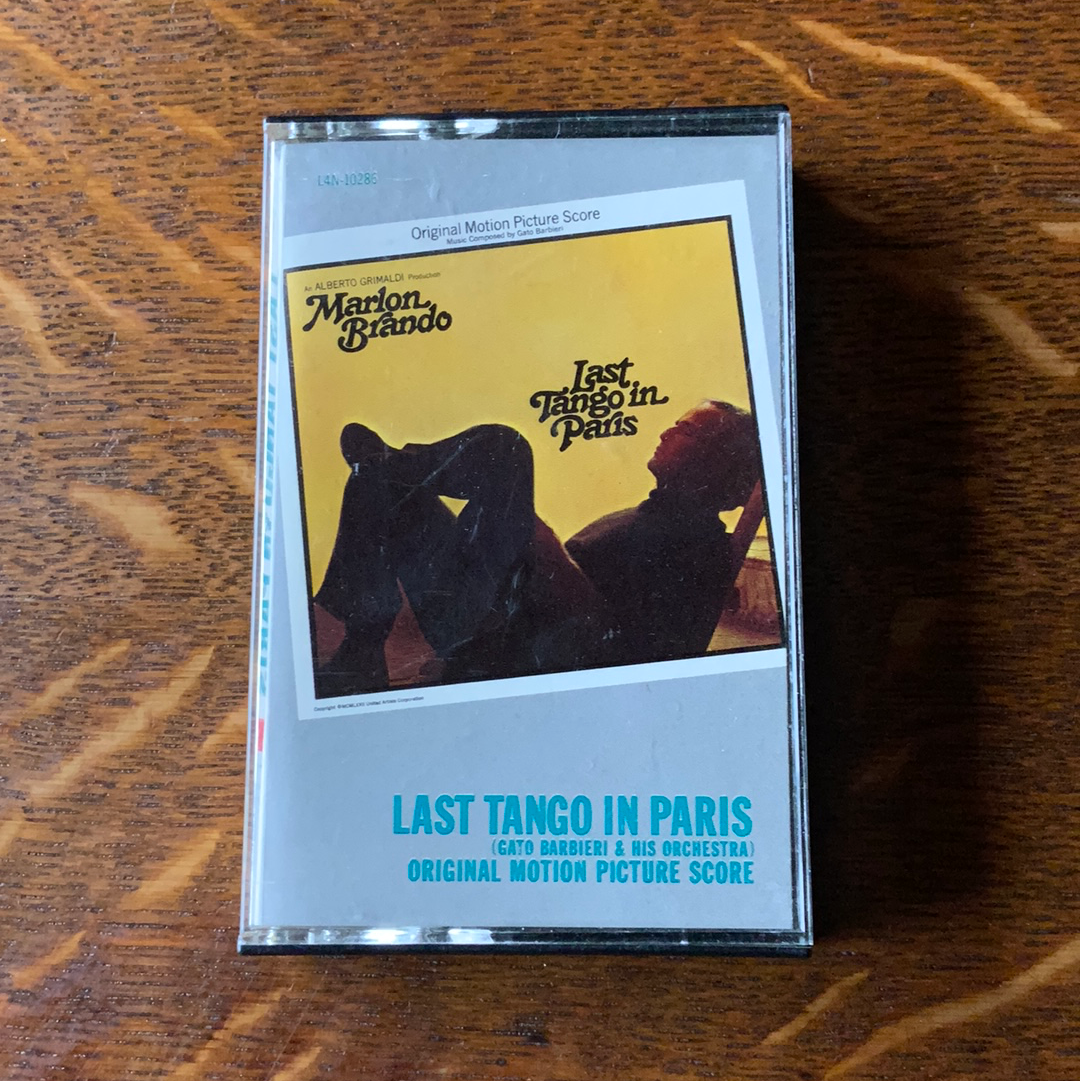 L4N-10286
Original Motion Picture Score
Music Composed by Gato Barbieri
An ALBERTO GRIMALDI Production
Marlon
Brando
Last
Tango in
Paris
LAST TANGO IN PARIS
(GATO BARBIERI & HIS ORCHESTRA)
ORIGINAL MOTION PICTURE SCORE